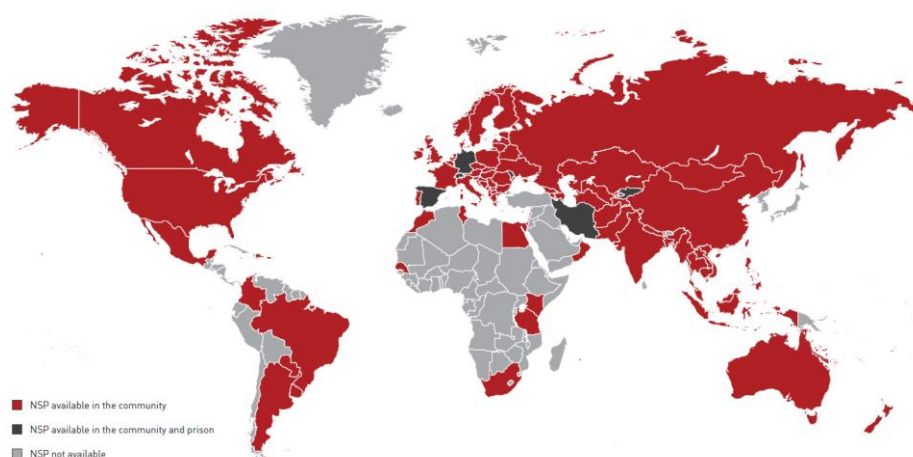 NSP available in the community
NSP available in the community and prison
NSP not available